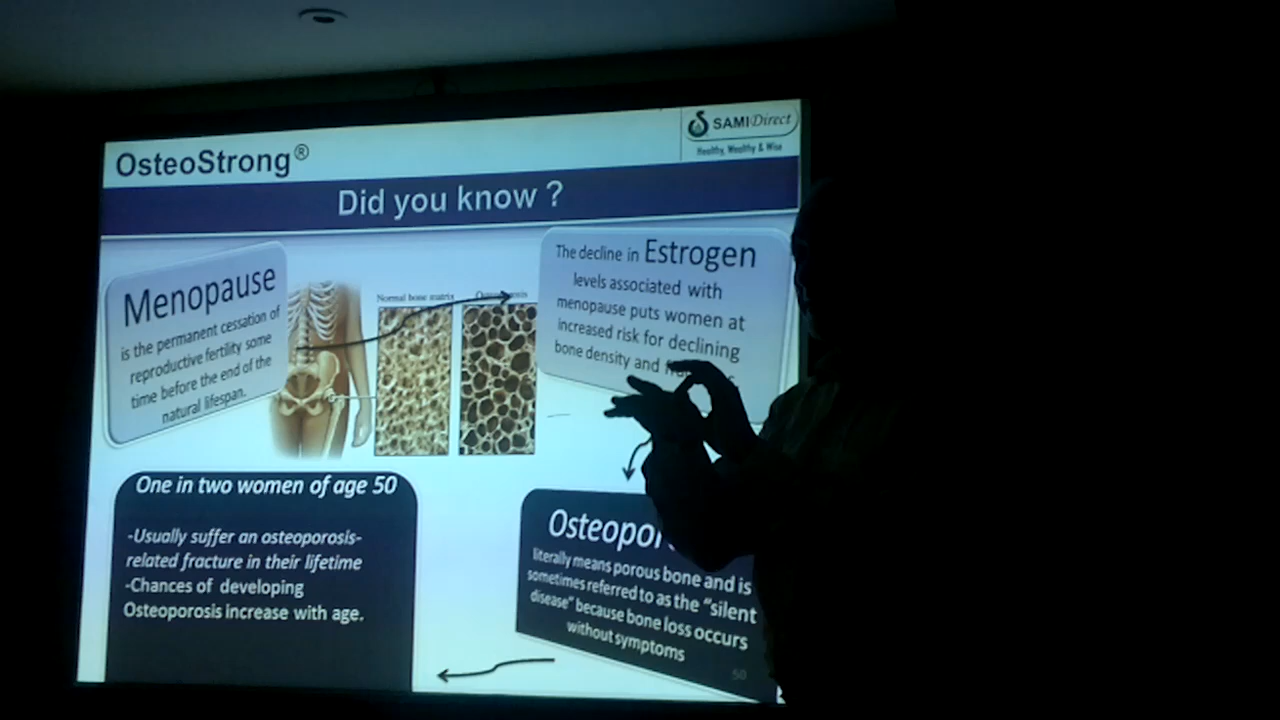 OsteoStrong®
SAMI Direct
Healthy, Wealthy & Wise
Did you know ?
Menopause
is the permanent cessation of
reproductive fertility some
time before the end of the
natural lifespan.
Normal bone matrix
The decline in Estrogen
levels associated with
menopause puts women at
increased risk for declining
bone density and
One in two women of age 50
-Usually suffer an osteoporosis-
related fracture in their lifetime
-Chances of developing
Osteoporosis increase with age.
literally means porous bone and is
sometimes referred to as the "silent
disease" because bone loss occurs
without symptoms
50